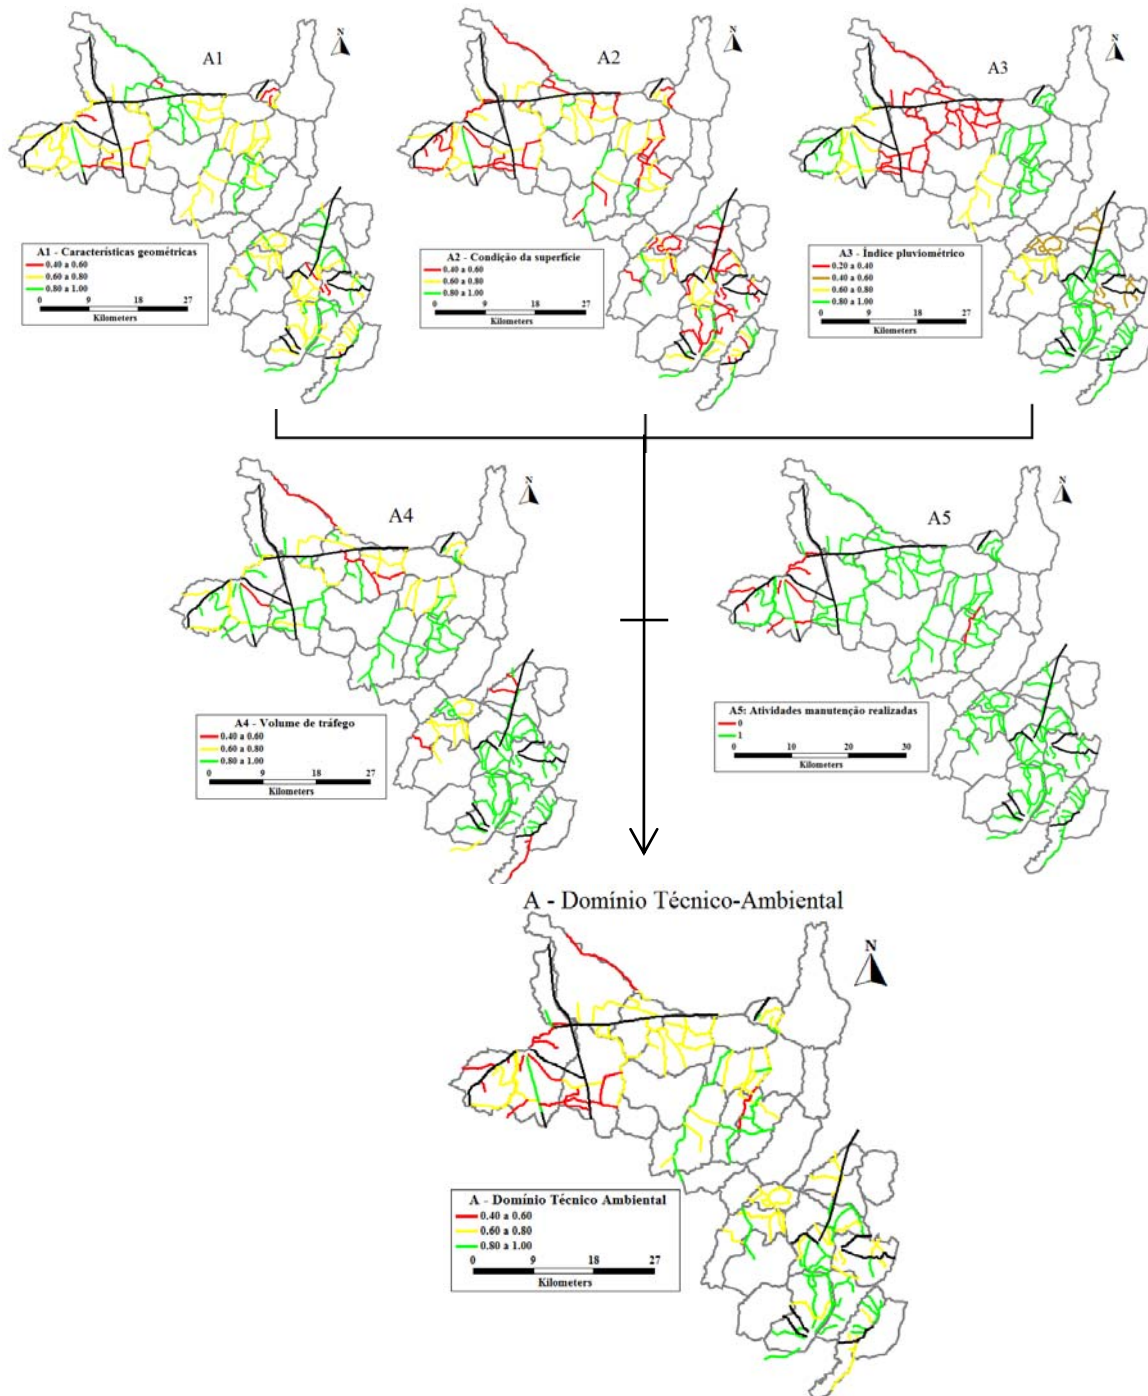 N
A1
A1 - Características geométricas
0.40 a 0.60
0.60 a 0.80
0.80 a 1.00
0 9 18 27
Kilometers
N
A2
A2 - Condição da superfície
0.40 a 0.60
0.60 a 0.80
0.80 a 1.00
0 9 18 27
Kilometers
N
A3
A3 - Índice pluviométrico
0.20 a 0.40
0.40 a 0.60
0.60 a 0.80
0.80 a 1.00
0 9 18 27
Kilometers
N
A4
A4 - Volume de tráfego
0.40 a 0.60
0.60 a 0.80
0.80 a 1.00
0 9 18 27
Kilometers
N
A5
A5: Atividades manutenção realizadas
0
1
0 10 20 30
Kilometers
A - Domínio Técnico-Ambiental
N
A - Domínio Técnico Ambiental
0.40 a 0.60
0.60 a 0.80
0.80 a 1.00
0 9 18 27
Kilometers